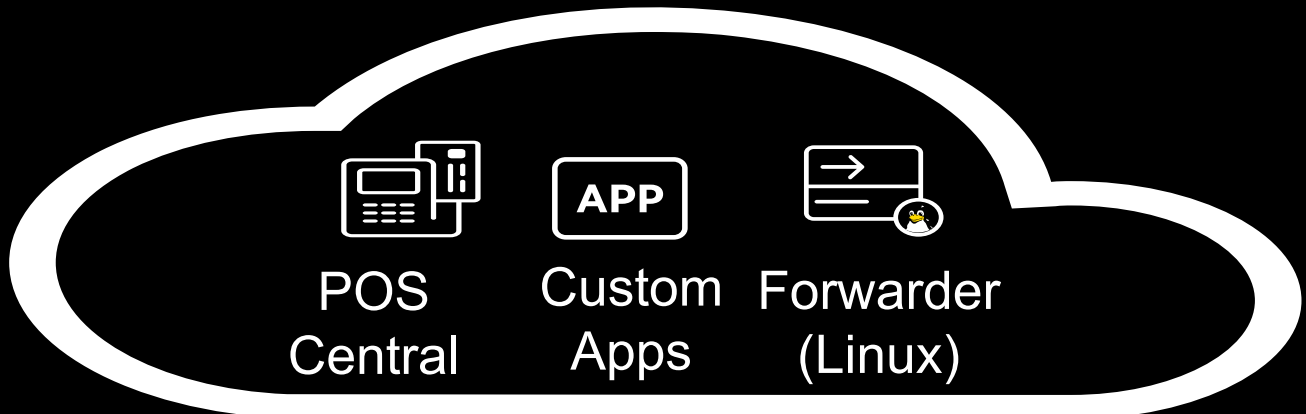 APP
POS
Central
Custom
Apps
Forwarder
(Linux)